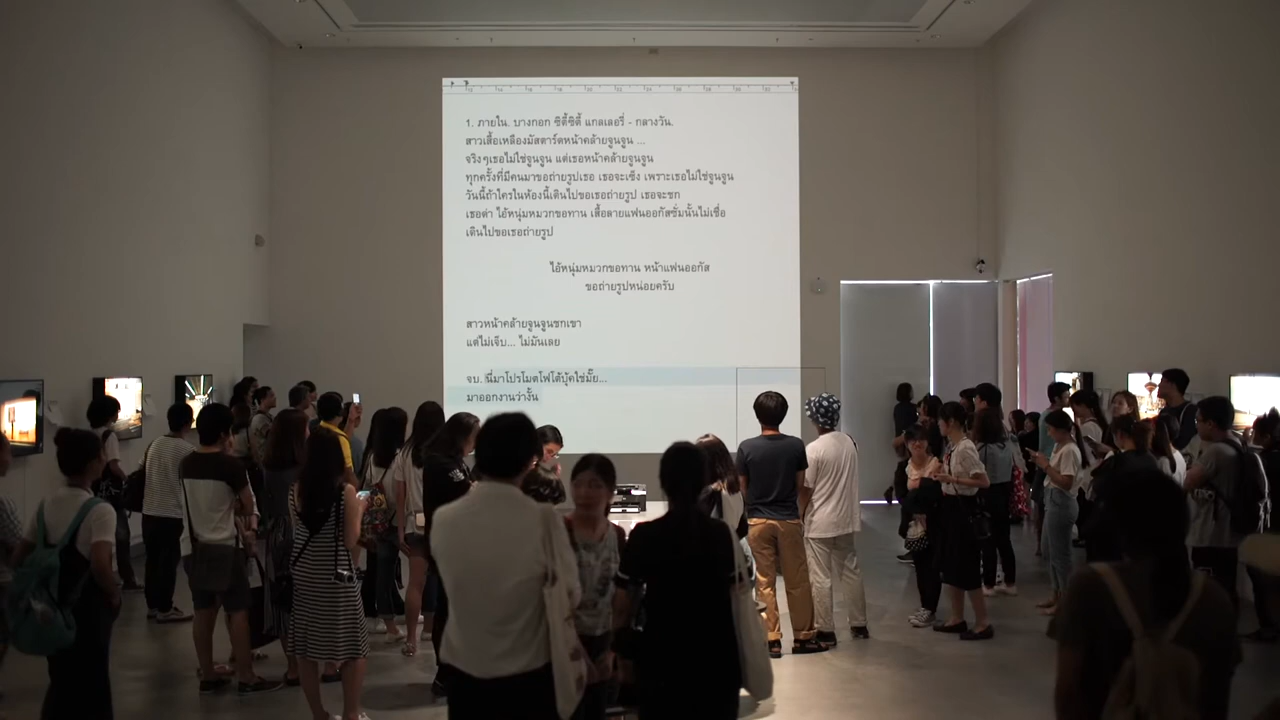 1. ภายใน. บางกอก ซิตี้ซิตี้ แกลเลอรี่ - กลางวัน.
สาวเสื้อเหลืองมัสตาร์ดหน้าคล้ายจูนจูน ...
จริงๆเธอไม่ใช่จูนจูน แต่เธอหน้าคล้ายจูนจูน
ทุกครั้งที่มีคนมาขอถ่ายรูปเธอ เธอจะเซ็ง เพราะเธอไม่ใช่จูนจูน
วันนี้ถ้าใครในห้องนี้เดินไปขอเธอถ่ายรูป เธอจะชก
เธอด่า ไอ้หนุ่มหมวกขอทาน เสื้อลายแฟนออกัสซั่มนั้นไม่เชื่อ
เดินไปขอเธอถ่ายรูป
ไอ้หนุ่มหมวกขอทาน หน้าแฟนออกัส
ขอถ่ายรูปหน่อยครับ
สาวหน้าคล้ายจูนจูนชกเขา
แต่ไม่เจ็บ... ไม่มันเลย
จบ. นี่มาโปรโมตโฟโต้บุ้คใช่มั้ย...
มาออกงานว่างั้น